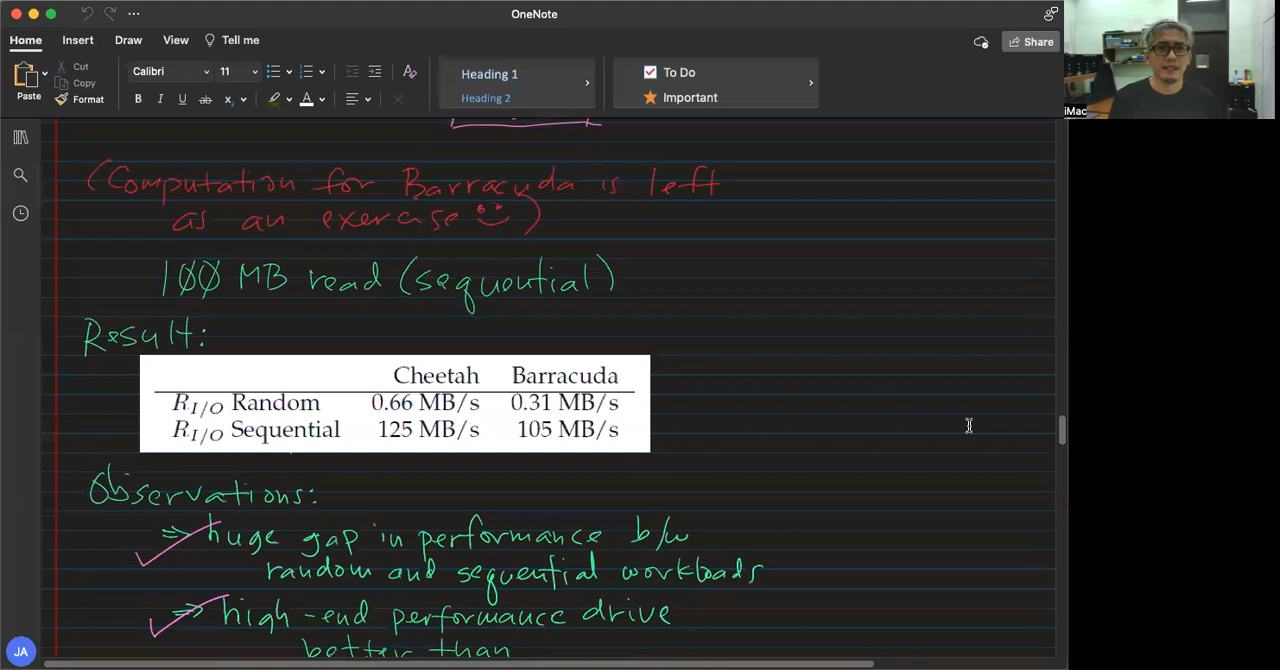 OneNote
Home Insert Draw View Tell me
Share
Paste
Cut
Copy
Format
Calibri 11
B I U ab x A
Heading 1
Heading 2
To Do
Important
iMac
(Computation for Barracuda is left
as an exercise)
100 MB read (sequential)
Result:
Cheetah Barracuda
R_I/O Random 0.66 MB/s 0.31 MB/s
R_I/O Sequential 125 MB/s 105 MB/s
Observations:
⇒ huge gap in performance b/w
random and sequential workloads
⇒ high-end performance drive
better than
JA